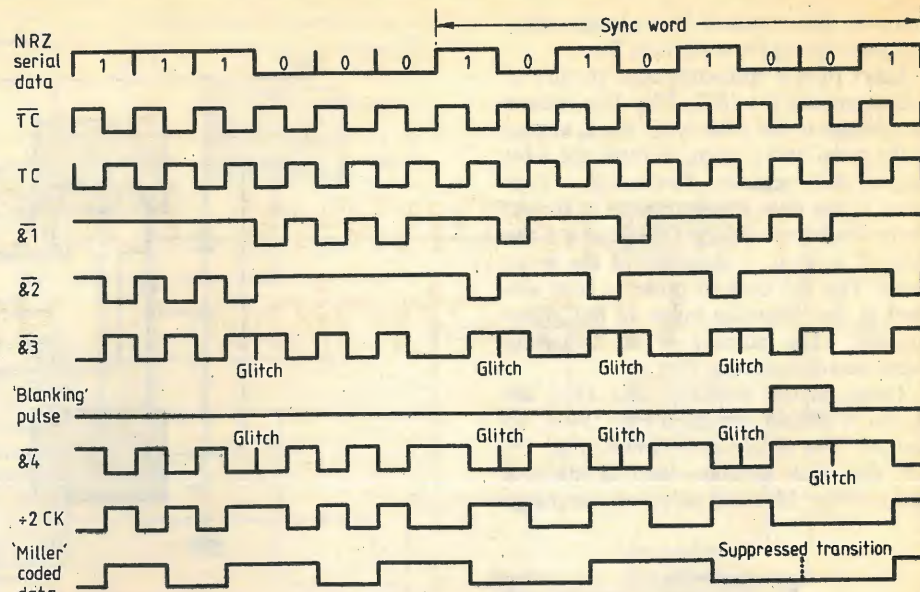 Sync word
NRZ
serial
data
1 1 1 0 0 0 1 0 1 0 1 0 0 1
T̅C̅
TC
&̅1̅
&̅2̅
&̅3̅
Glitch Glitch Glitch Glitch
'Blanking'
pulse
Glitch Glitch Glitch Glitch
&̅4̅
Glitch
÷2 CK
Suppressed transition
'Miller'
coded
data